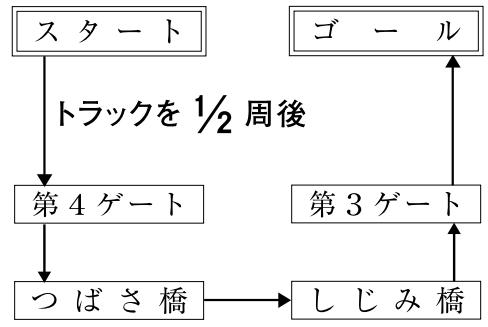 スタート
トラックを ½ 周後
第4ゲート
つばさ橋
しじみ橋
第3ゲート
ゴール